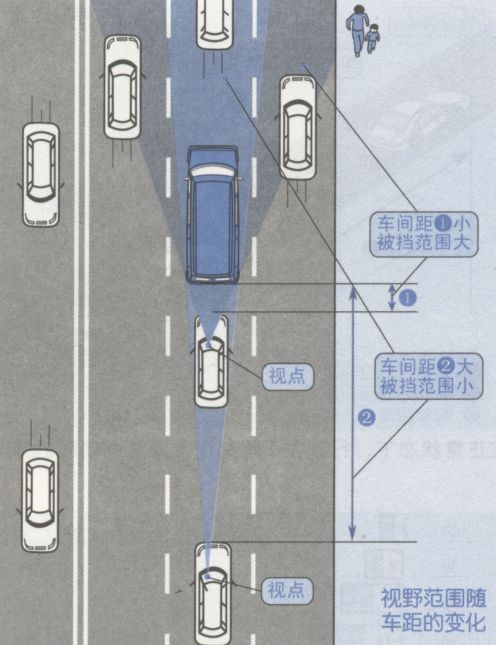 车间距❶小
被挡范围大
❶
车间距❷大
被挡范围小
视点
❷
视点
视野范围随
车距的变化